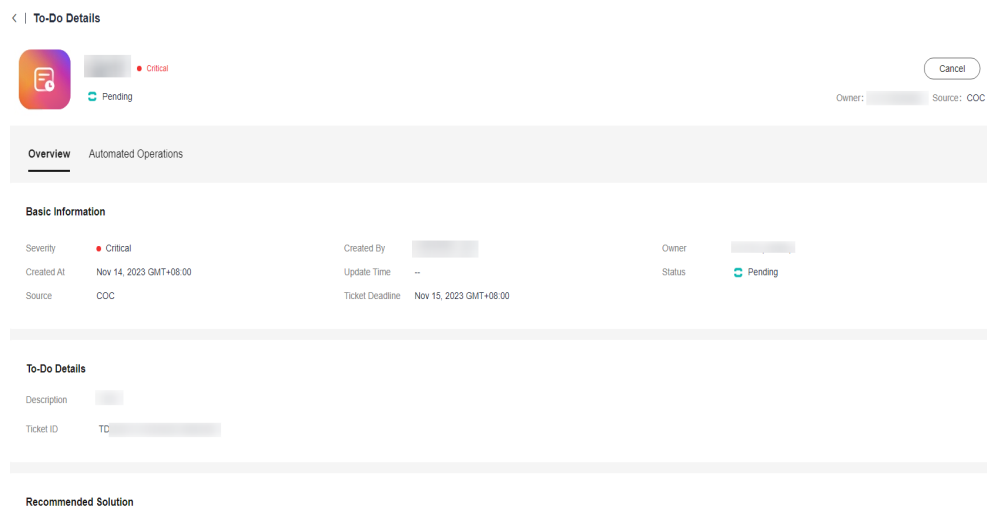 To-Do Details
Critical
Cancel
Pending
Owner: Source: COC
Overview Automated Operations
Basic Information
Severity Critical Created By Owner
Created At Nov 14, 2023 GMT+08:00 Update Time -- Status Pending
Source COC Ticket Deadline Nov 15, 2023 GMT+08:00
To-Do Details
Description
Ticket ID TD
Recommended Solution